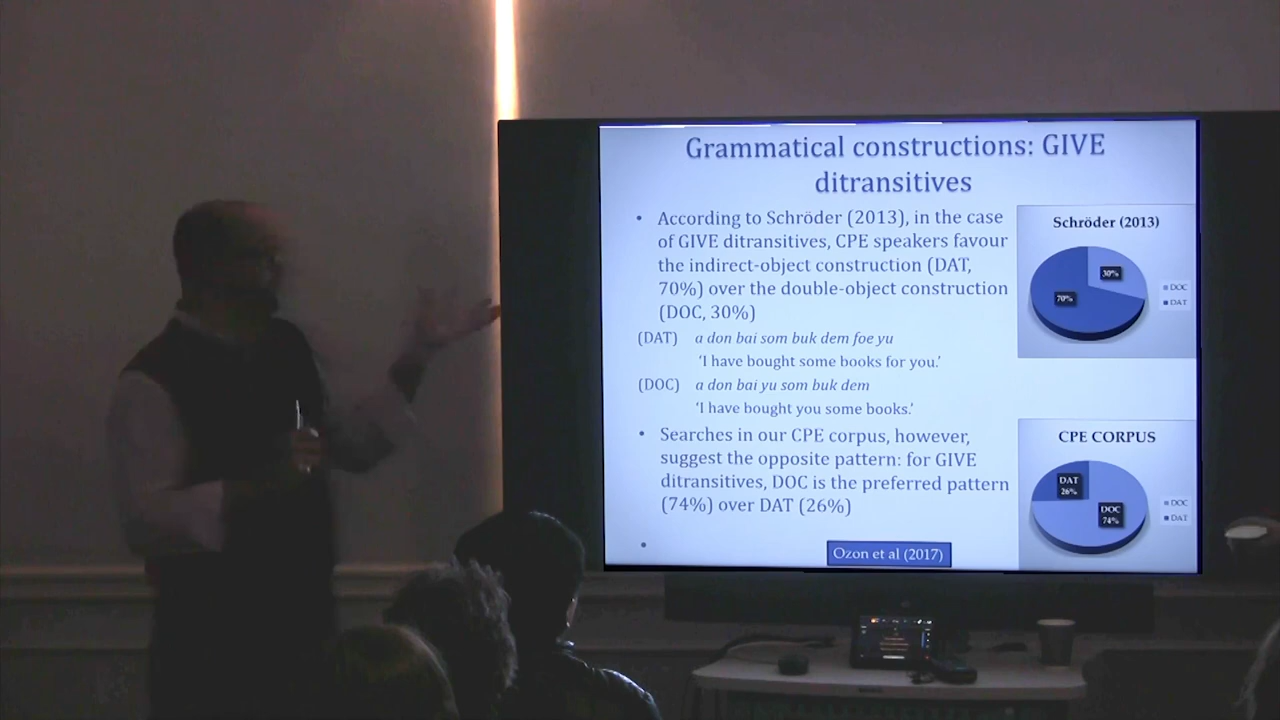 Grammatical constructions: GIVE
ditransitives
• According to Schröder (2013), in the case
of GIVE ditransitives, CPE speakers favour
the indirect-object construction (DAT,
70%) over the double-object construction
(DOC, 30%)
(DAT) a don bai som buk dem foe yu
‘I have bought some books for you.’
(DOC) a don bai yu som buk dem
‘I have bought you some books.’
• Searches in our CPE corpus, however,
suggest the opposite pattern: for GIVE
ditransitives, DOC is the preferred pattern
(74%) over DAT (26%)
•
Ozon et al (2017)
Schröder (2013)
30%
70%
DOC
DAT
CPE CORPUS
DAT
26%
DOC
74%
DOC
DAT